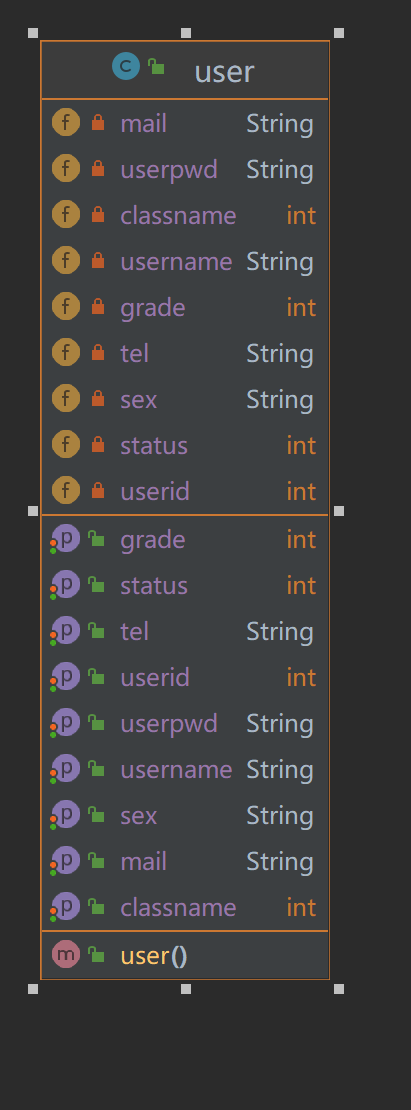 C user
f mail String
f userpwd String
f classname int
f username String
f grade int
f tel String
f sex String
f status int
f userid int
p grade int
p status int
p tel String
p userid int
p userpwd String
p username String
p sex String
p mail String
p classname int
m user()